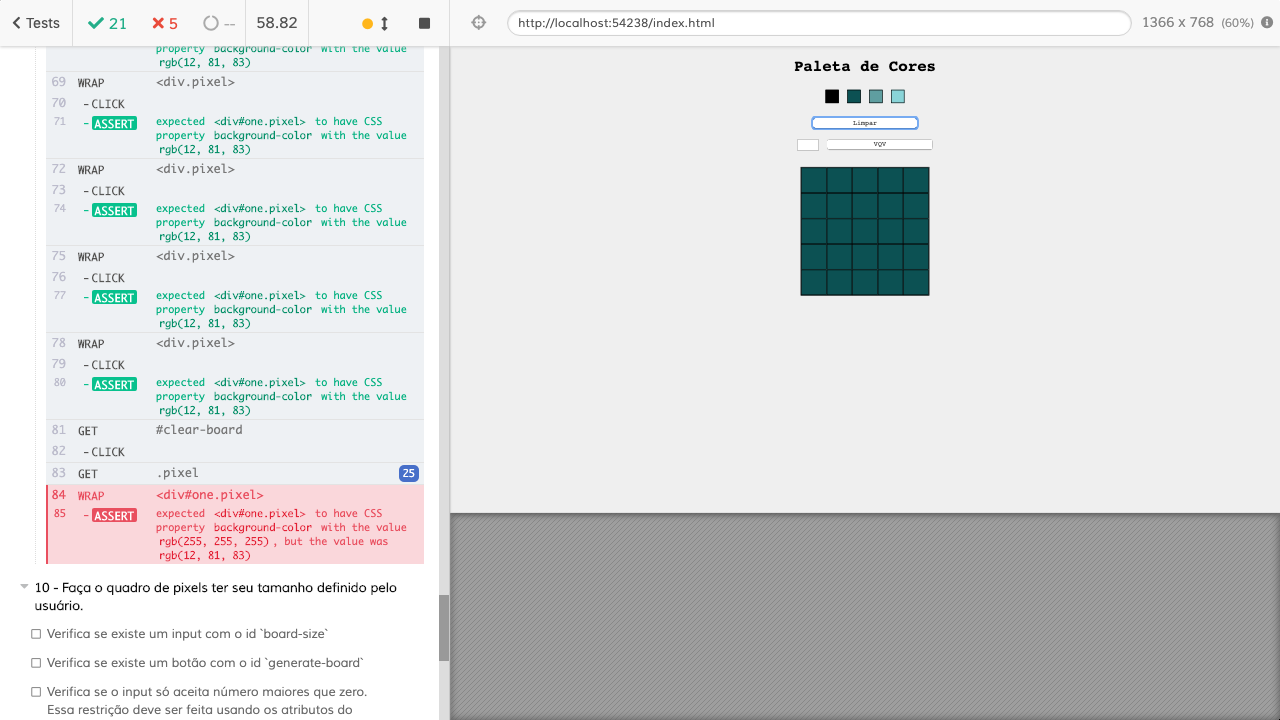 Tests
21
5
--
58.82
http://localhost:54238/index.html
1366 x 768 (60%)
property background-color with the value
rgb(12, 81, 83)
69 WRAP <div.pixel>
70 -CLICK
71 -ASSERT expected <div#one.pixel> to have CSS
property background-color with the value
rgb(12, 81, 83)
72 WRAP <div.pixel>
73 -CLICK
74 -ASSERT expected <div#one.pixel> to have CSS
property background-color with the value
rgb(12, 81, 83)
75 WRAP <div.pixel>
76 -CLICK
77 -ASSERT expected <div#one.pixel> to have CSS
property background-color with the value
rgb(12, 81, 83)
78 WRAP <div.pixel>
79 -CLICK
80 -ASSERT expected <div#one.pixel> to have CSS
property background-color with the value
rgb(12, 81, 83)
81 GET #clear-board
82 -CLICK
83 GET .pixel 25
84 WRAP <div#one.pixel>
85 -ASSERT expected <div#one.pixel> to have CSS
property background-color with the value
rgb(255, 255, 255), but the value was
rgb(12, 81, 83)
10 - Faça o quadro de pixels ter seu tamanho definido pelo
usuário.
Verifica se existe um input com o id `board-size`
Verifica se existe um botão com o id `generate-board`
Verifica se o input só aceita número maiores que zero.
Essa restrição deve ser feita usando os atributos do
Paleta de Cores
Limpar
VQV